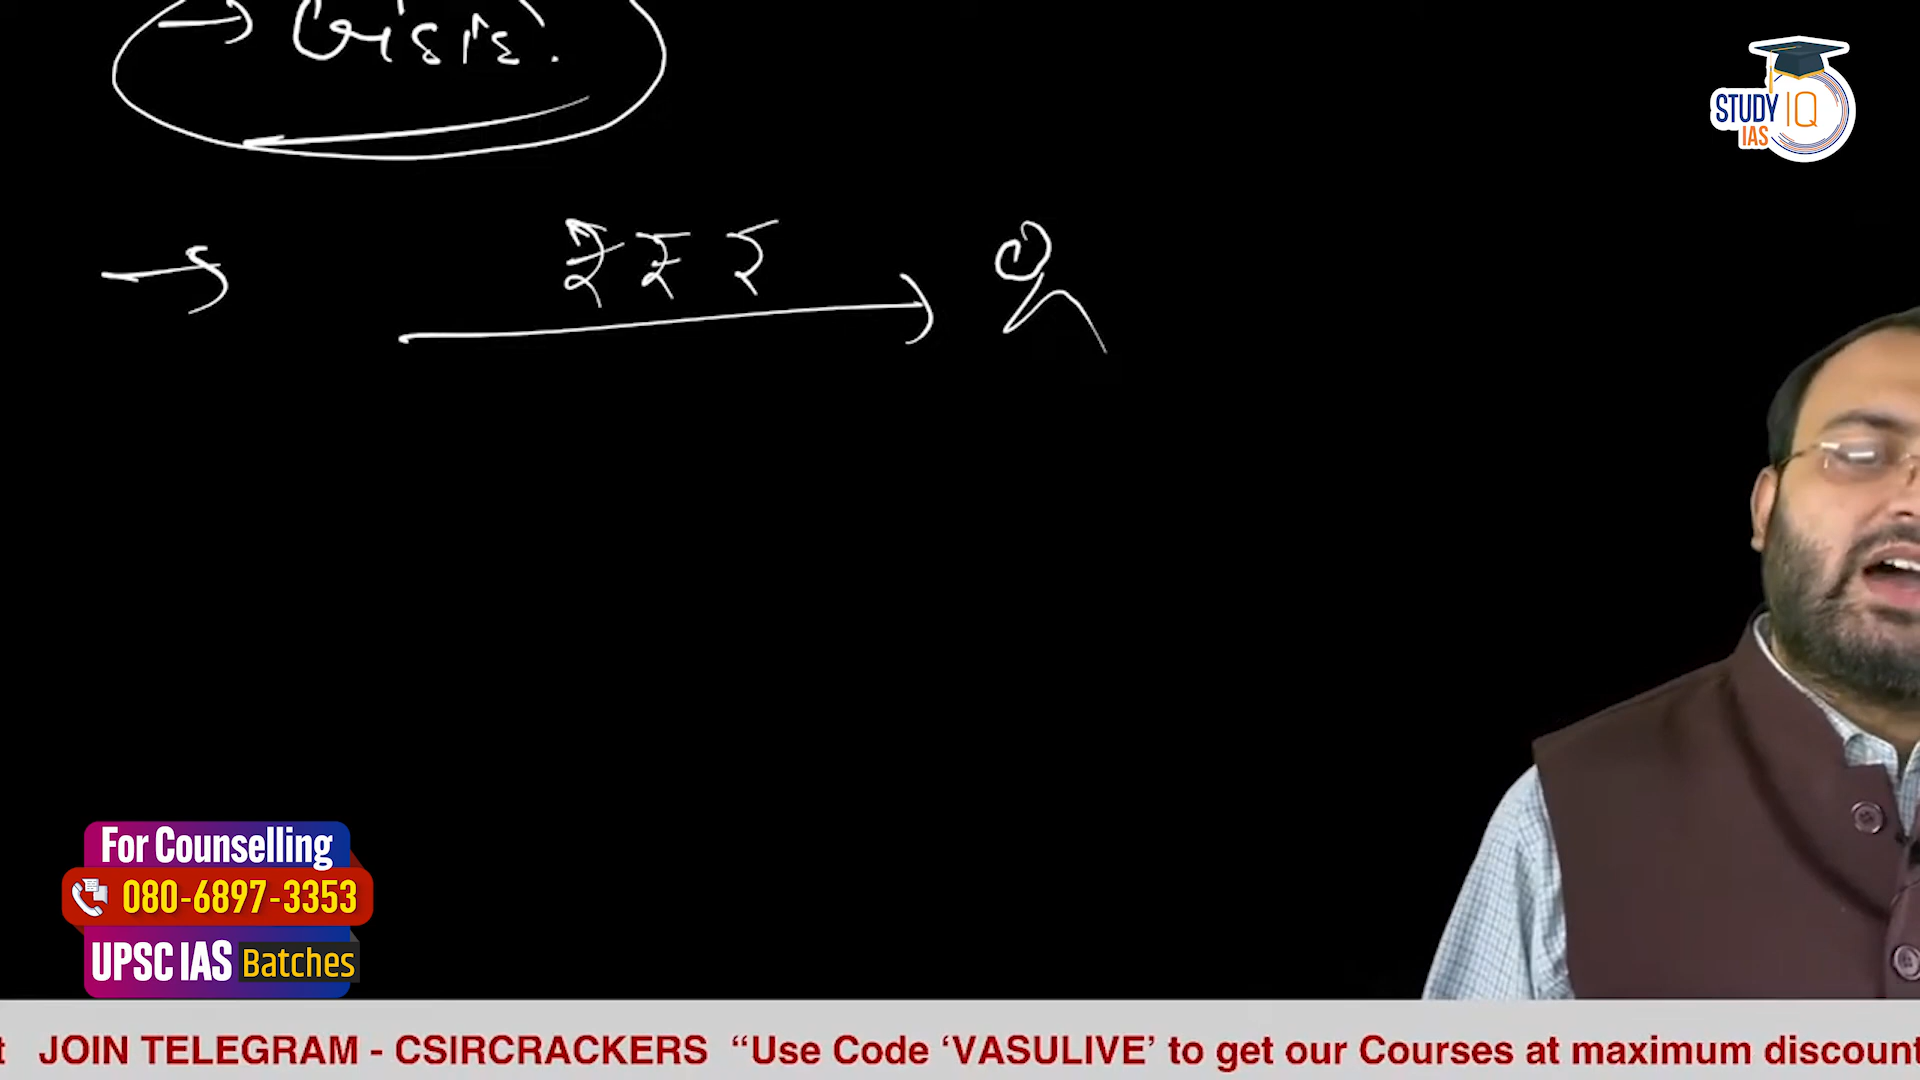 → Crisis.
STUDY IQ
IAS
→ ₹ ₹ ₹
For Counselling
080-6897-3353
UPSC IAS Batches
t JOIN TELEGRAM - CSIRCRACKERS “Use Code ‘VASULIVE’ to get our Courses at maximum discount